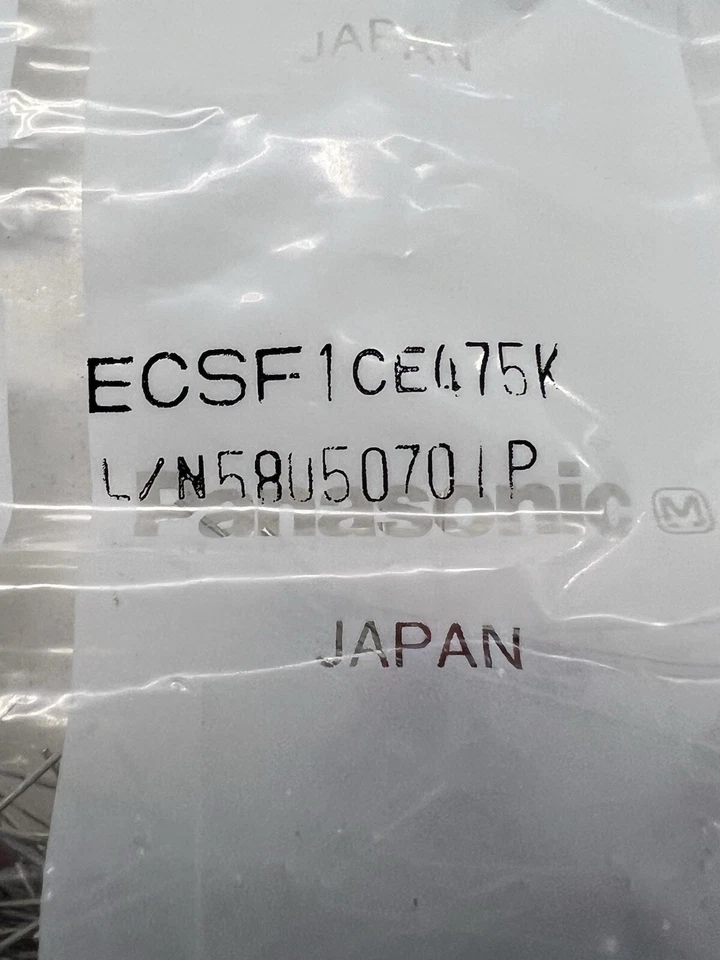 JAPAN
ECSF1CE475K
L/N58U50701P
Panasonic M
JAPAN